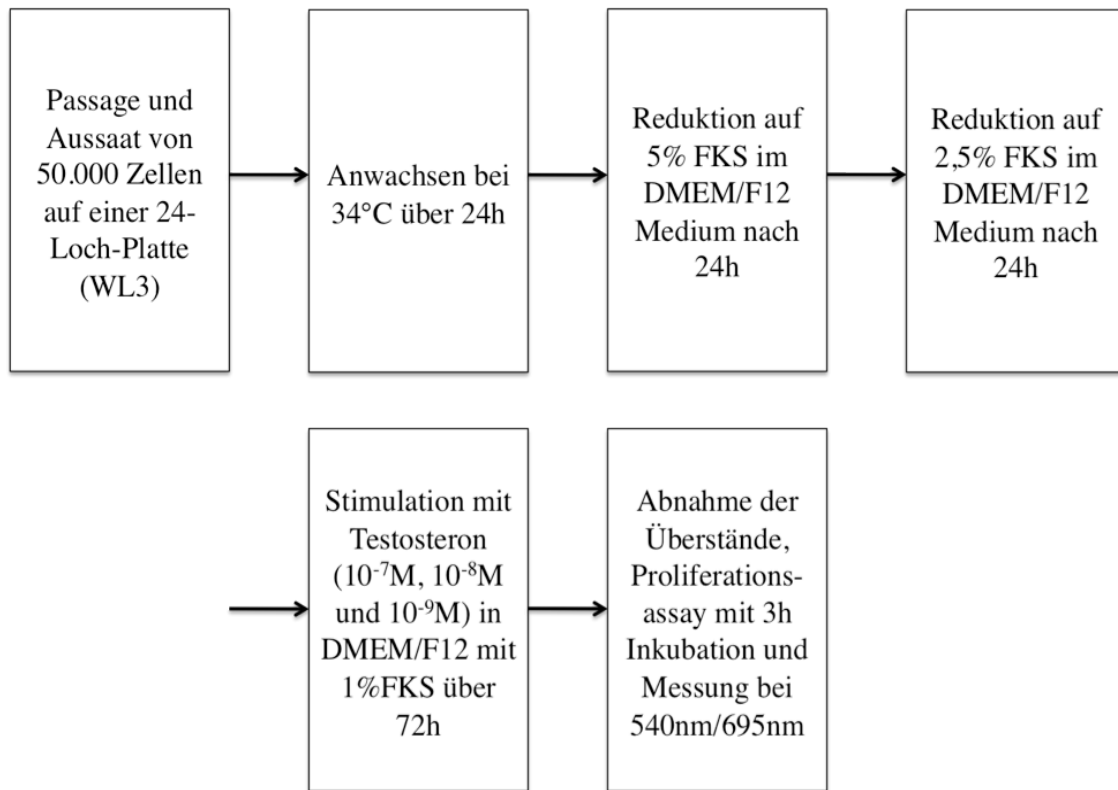 Passage und
Aussaat von
50.000 Zellen
auf einer 24-
Loch-Platte
(WL3)
Anwachsen bei
34°C über 24h
Reduktion auf
5% FKS im
DMEM/F12
Medium nach
24h
Reduktion auf
2,5% FKS im
DMEM/F12
Medium nach
24h
Stimulation mit
Testosteron
(10⁻⁷M, 10⁻⁸M
und 10⁻⁹M) in
DMEM/F12 mit
1%FKS über
72h
Abnahme der
Überstände,
Proliferations-
assay mit 3h
Inkubation und
Messung bei
540nm/695nm